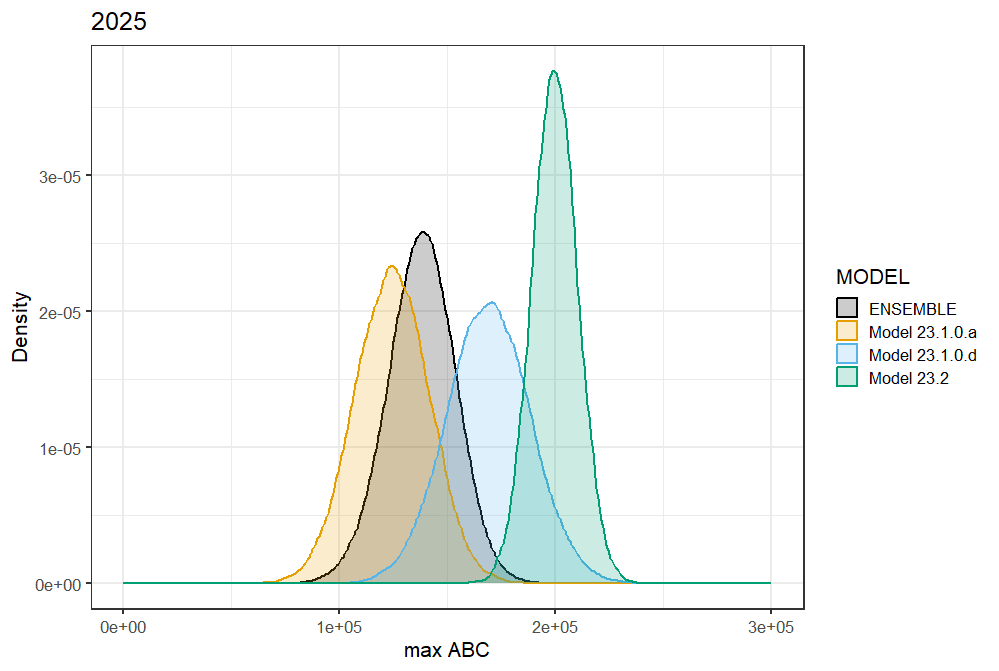 2025
3e-05
2e-05
1e-05
0e+00
Density
0e+00 1e+05 2e+05 3e+05
max ABC
MODEL
ENSEMBLE
Model 23.1.0.a
Model 23.1.0.d
Model 23.2